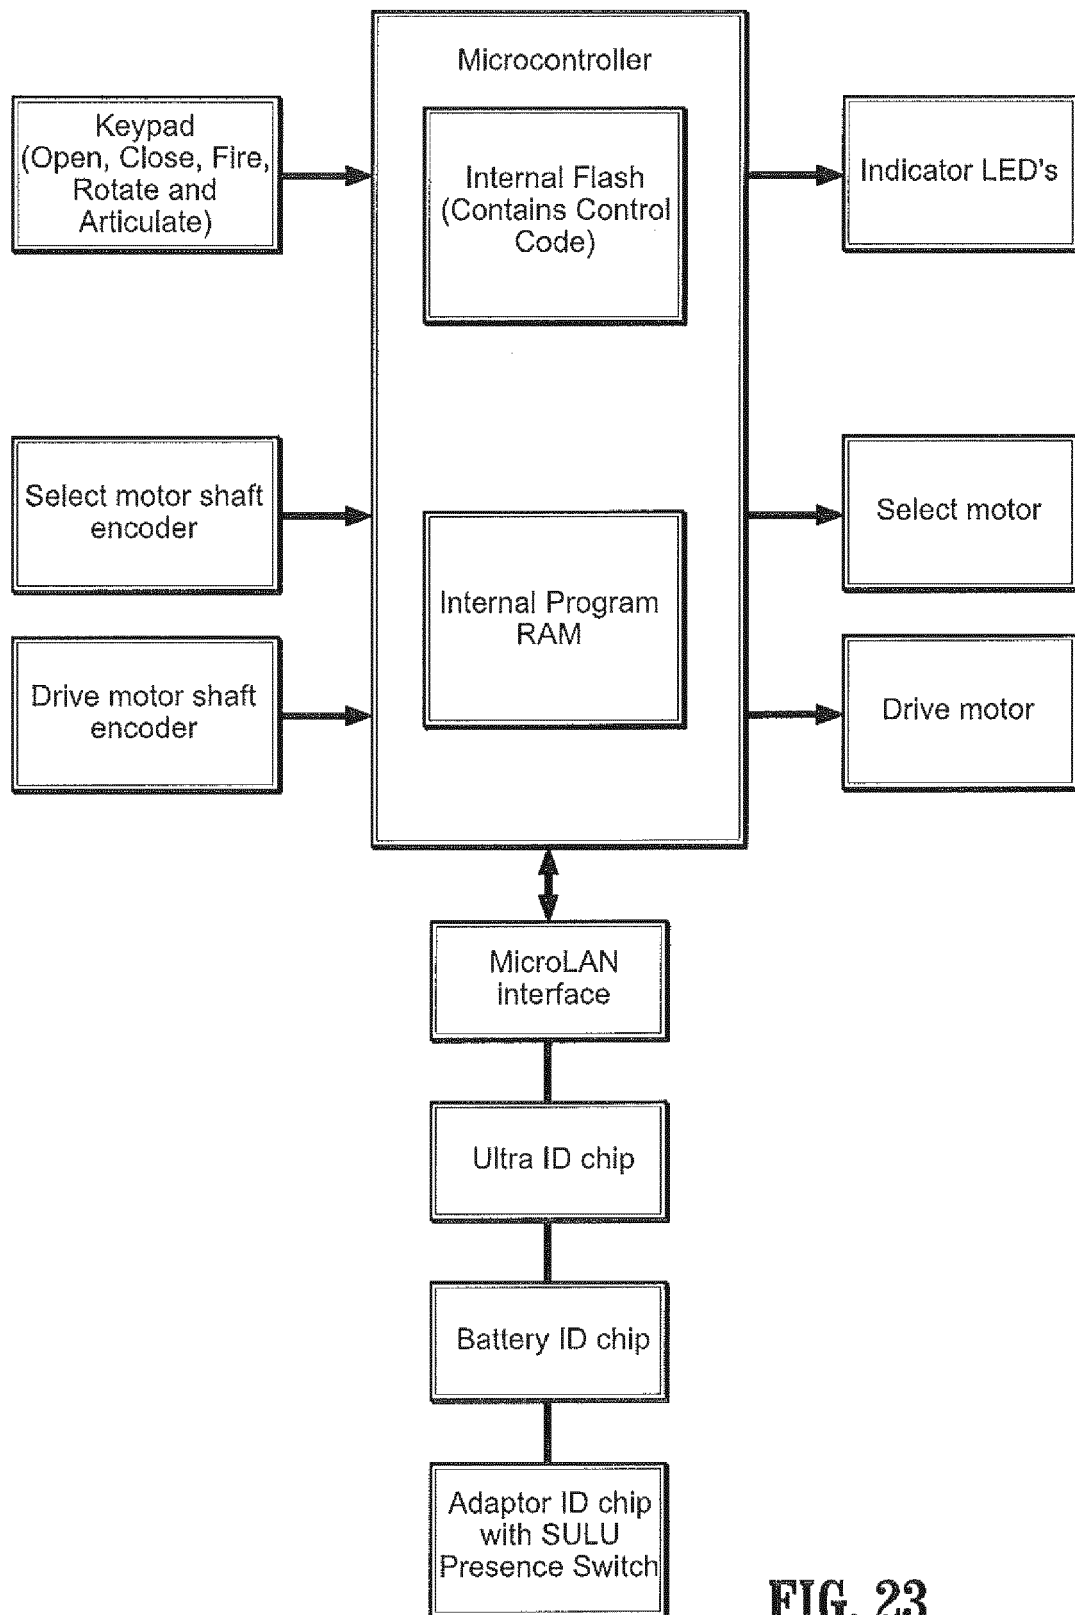 Microcontroller
Keypad
(Open, Close, Fire,
Rotate and
Articulate)
Internal Flash
(Contains Control
Code)
Indicator LED's
Select motor shaft
encoder
Select motor
Internal Program
RAM
Drive motor shaft
encoder
Drive motor
MicroLAN
interface
Ultra ID chip
Battery ID chip
Adaptor ID chip
with SULU
Presence Switch
FIG. 23